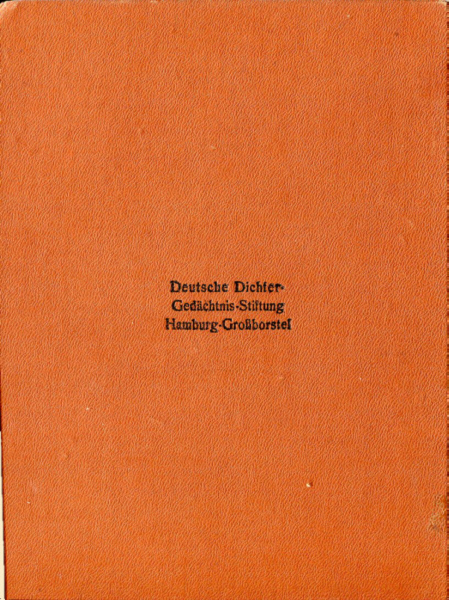 Deutsche Dichter-
Gedächtnis-Stiftung
Hamburg-Großborstel